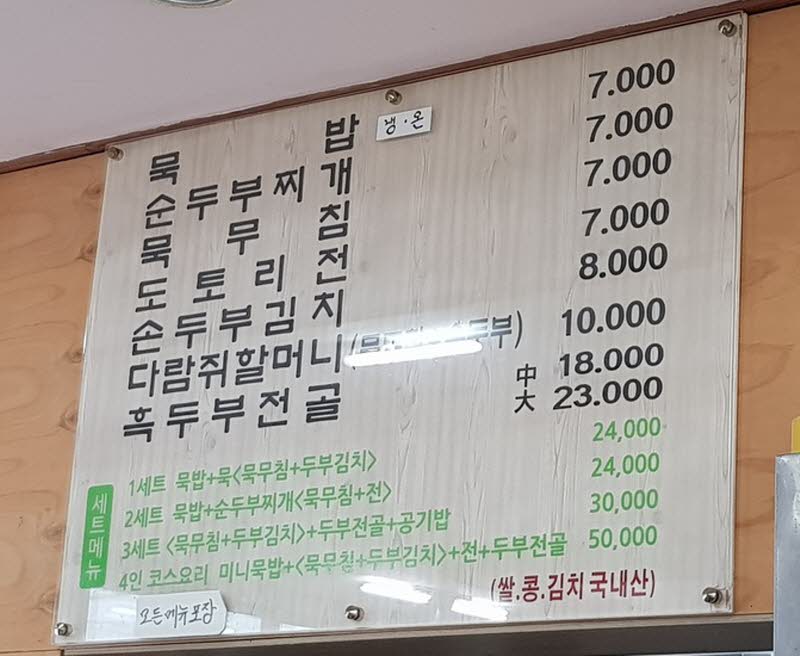 묵 밥 냉·온 7.000
순두부찌개 7.000
묵 무 침 7.000
도 토 리 전 7.000
손두부김치 8.000
다람쥐할머니 10.000
흑두부전골 中 18.000
大 23.000
세트메뉴
1세트 묵밥+묵<묵무침+두부김치> 24,000
2세트 묵밥+순두부찌개<묵무침+전> 24,000
3세트 <묵무침+두부김치>+두부전골+공기밥 30,000
4인 코스요리 미니묵밥+<묵무침+두부김치>+전+두부전골 50,000
(쌀.콩.김치 국내산)
모든메뉴포장